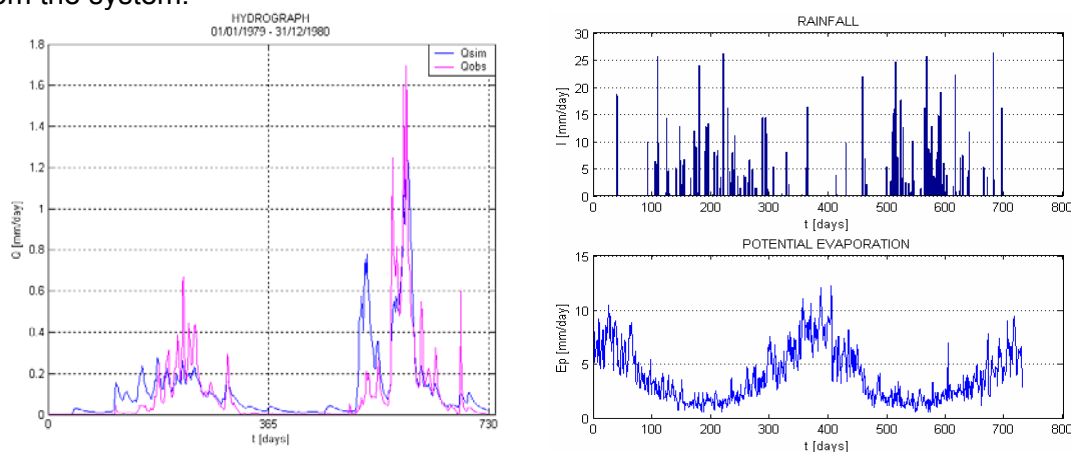 om the system.
HYDROGRAPH
01/01/1979 - 31/12/1980
Qsim
Qobs
1.8
1.6
1.4
1.2
1
0.8
0.6
0.4
0.2
0
Q [mm/day]
0 365 730
t [days]
RAINFALL
30
25
20
15
10
5
0
I [mm/day]
0 100 200 300 400 500 600 700 800
t [days]
POTENTIAL EVAPORATION
15
10
5
0
Ep [mm/day]
0 100 200 300 400 500 600 700 800
t [days]